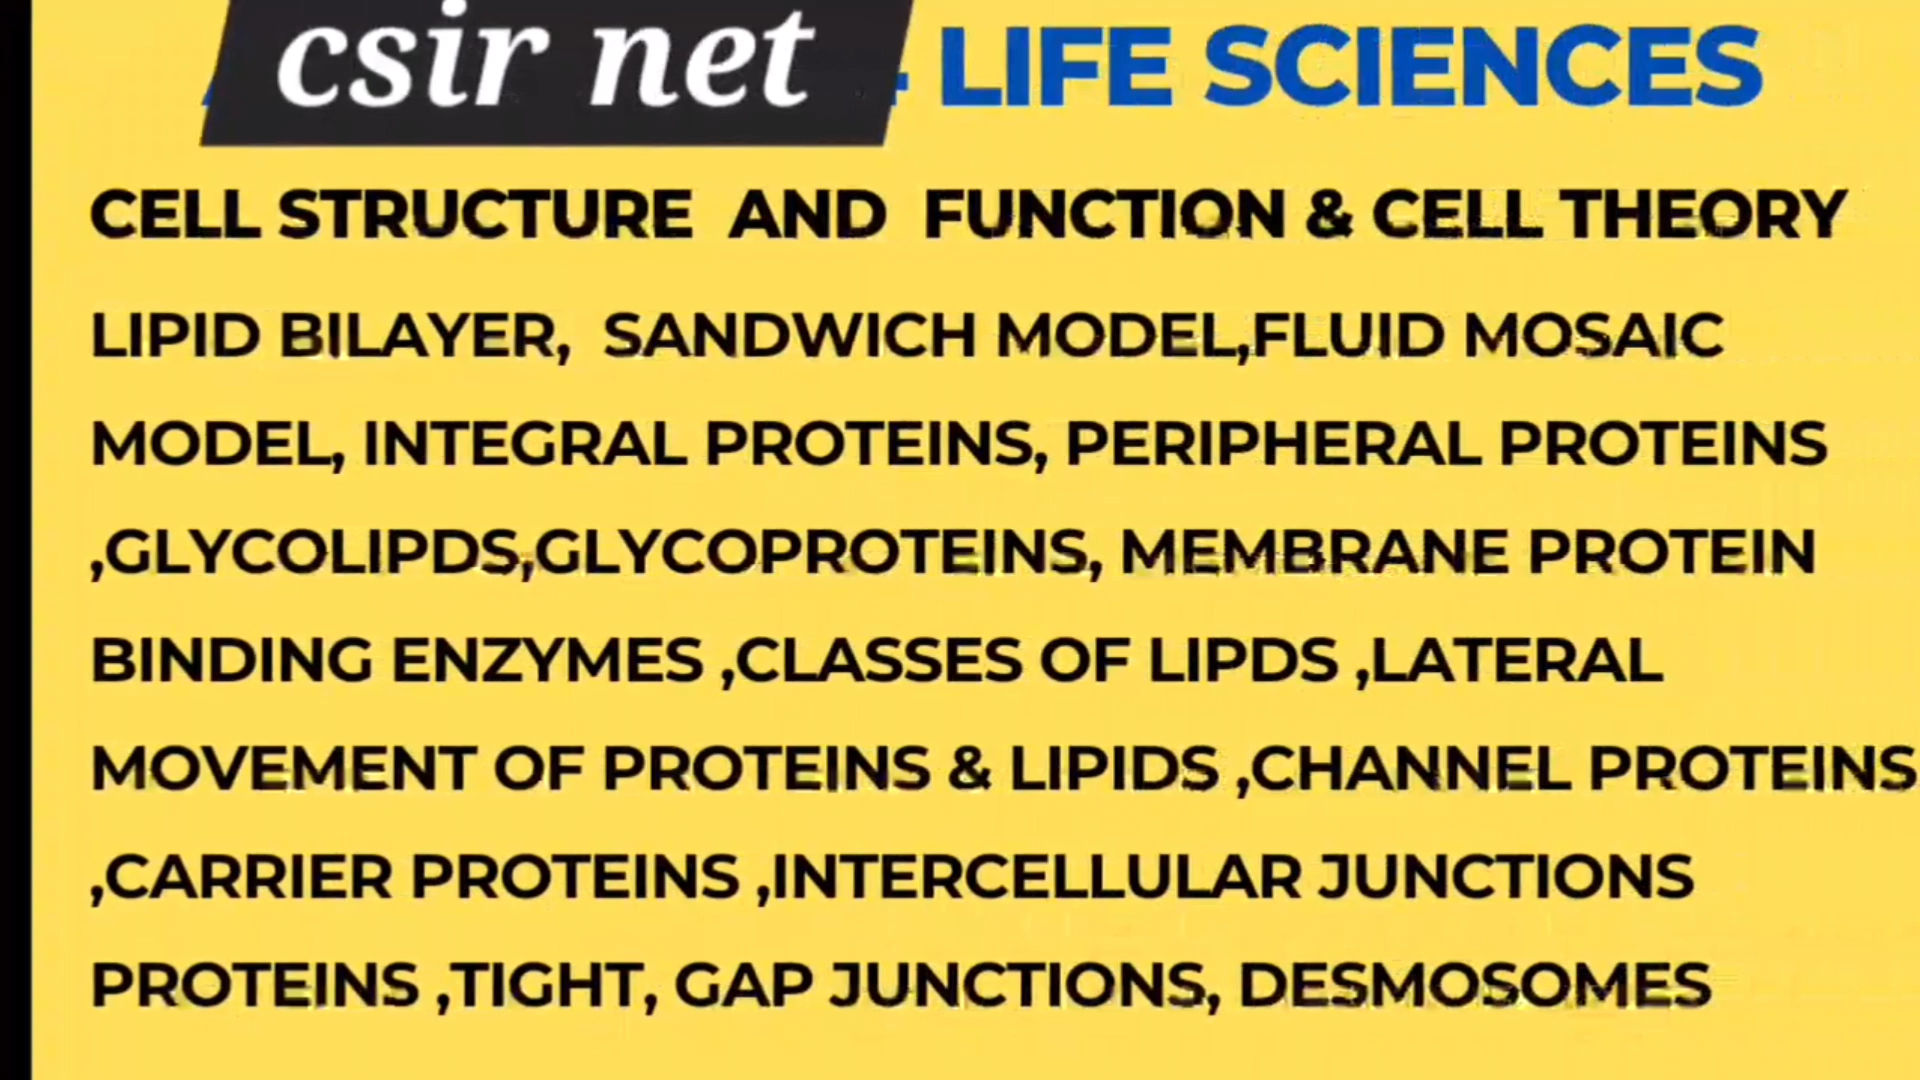 csir net LIFE SCIENCES
CELL STRUCTURE AND FUNCTION & CELL THEORY
LIPID BILAYER, SANDWICH MODEL,FLUID MOSAIC
MODEL, INTEGRAL PROTEINS, PERIPHERAL PROTEINS
,GLYCOLIPDS,GLYCOPROTEINS, MEMBRANE PROTEIN
BINDING ENZYMES ,CLASSES OF LIPDS ,LATERAL
MOVEMENT OF PROTEINS & LIPIDS ,CHANNEL PROTEINS
,CARRIER PROTEINS ,INTERCELLULAR JUNCTIONS
PROTEINS ,TIGHT, GAP JUNCTIONS, DESMOSOMES